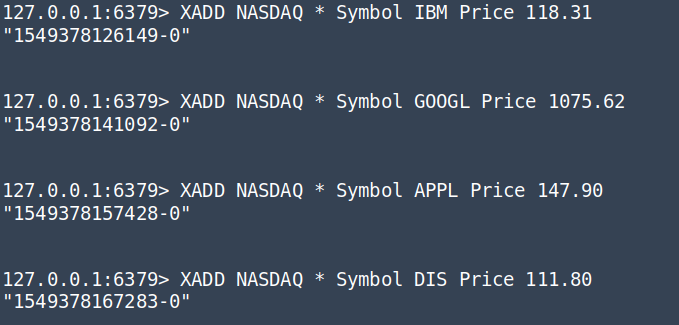 127.0.0.1:6379> XADD NASDAQ * Symbol IBM Price 118.31
"1549378126149-0"
127.0.0.1:6379> XADD NASDAQ * Symbol GOOGL Price 1075.62
"1549378141092-0"
127.0.0.1:6379> XADD NASDAQ * Symbol APPL Price 147.90
"1549378157428-0"
127.0.0.1:6379> XADD NASDAQ * Symbol DIS Price 111.80
"1549378167283-0"